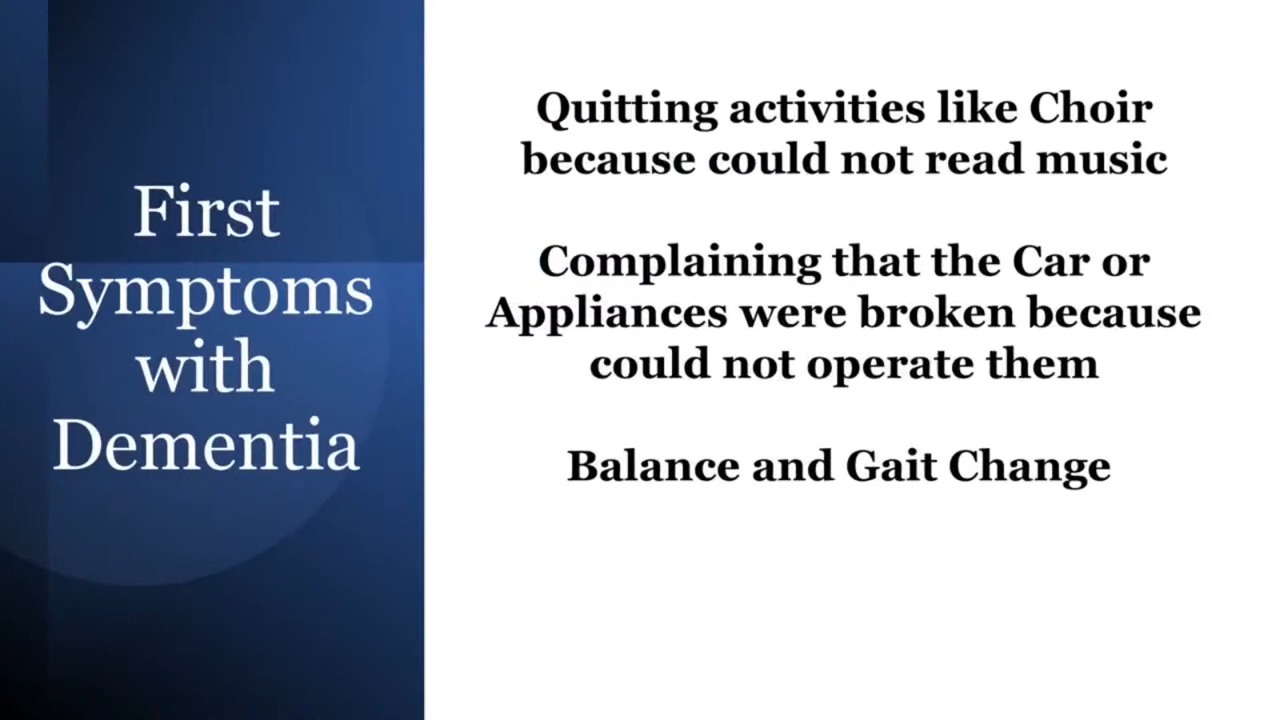 First
Symptoms
with
Dementia
Quitting activities like Choir
because could not read music
Complaining that the Car or
Appliances were broken because
could not operate them
Balance and Gait Change